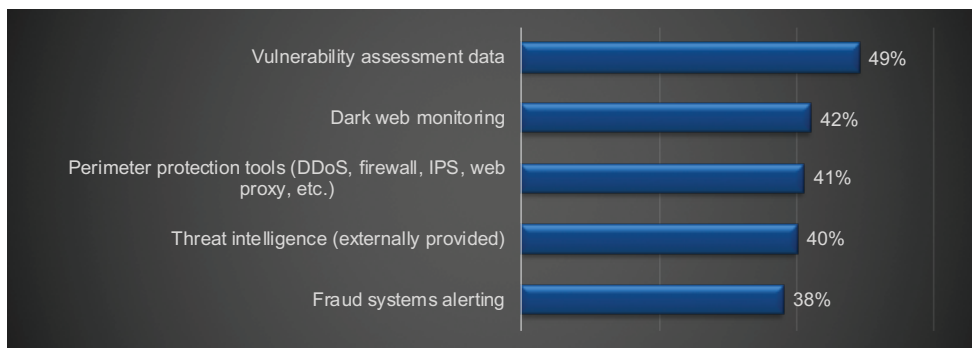 Vulnerability assessment data
49%
Dark web monitoring
42%
Perimeter protection tools (DDoS, firewall, IPS, web
proxy, etc.)
41%
Threat intelligence (externally provided)
40%
Fraud systems alerting
38%